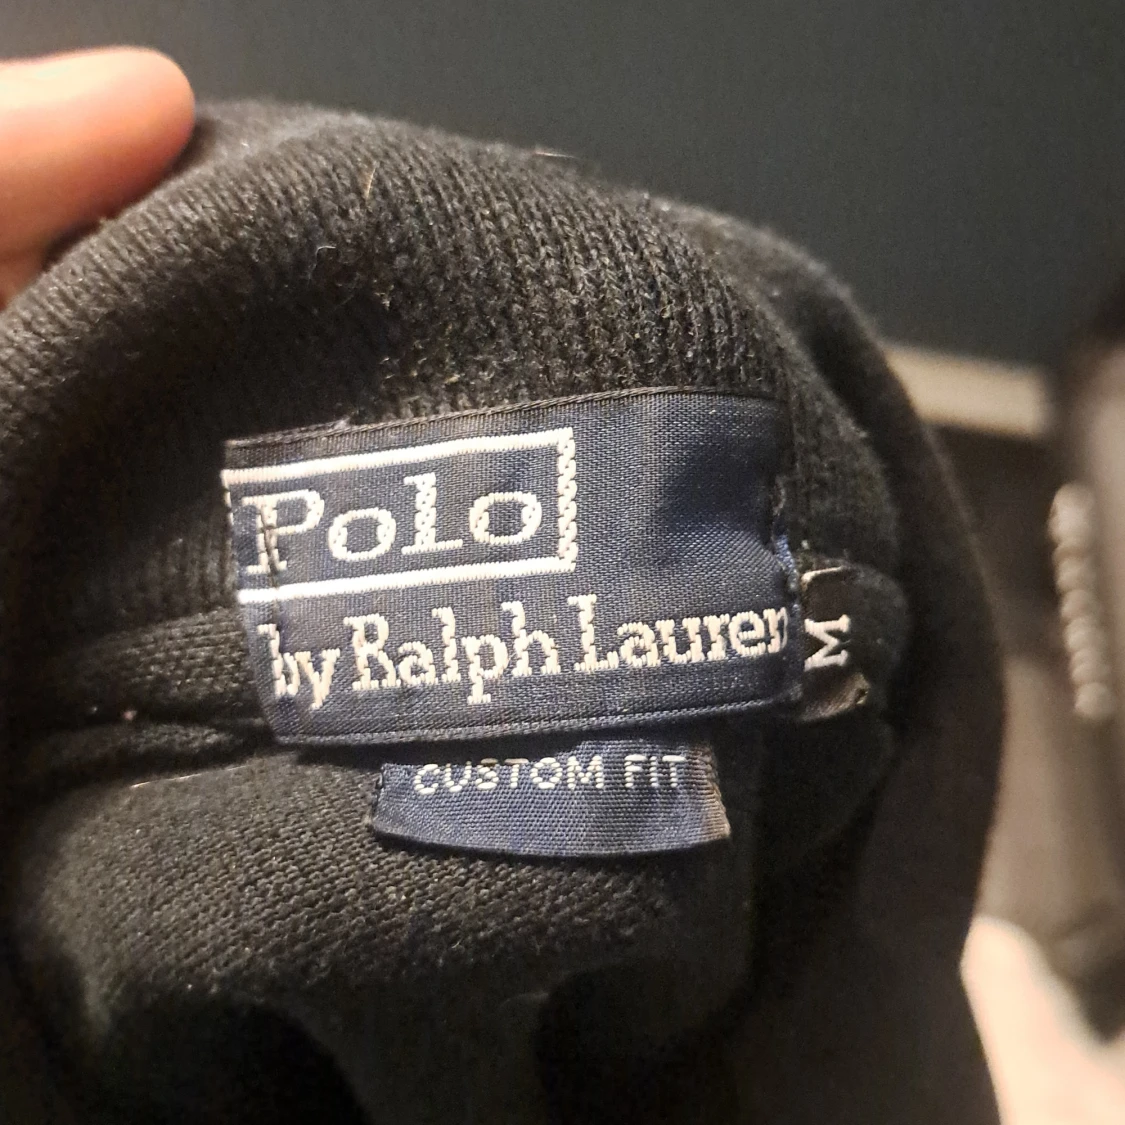 Polo
by Ralph Lauren
M
CUSTOM FIT